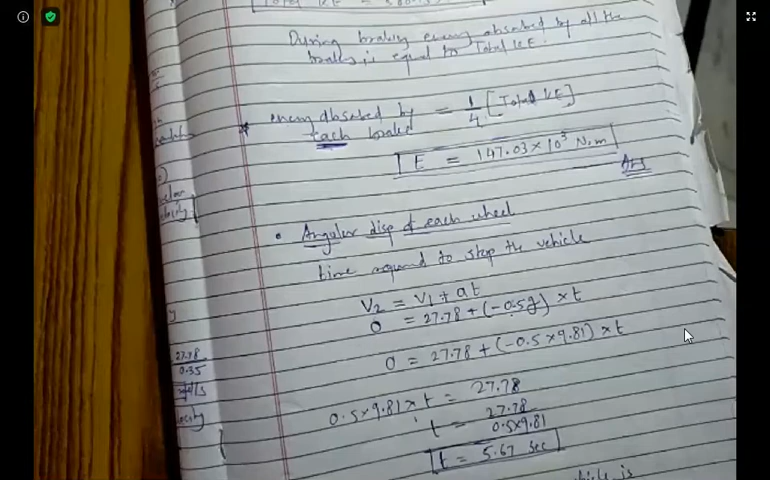 Total KE =
During braking energy absorbed by all the
brakes is equal to Total KE.
energy absorbed by each brake = 1/4 [Total KE]
E = 147.03 × 10³ N.m
Ans
• Angular disp of each wheel
time required to stop the vehicle
V₂ = V₁ + at
0 = 27.78 + (-0.5g) × t
0 = 27.78 + (-0.5 × 9.81) × t
0.5 × 9.81 × t = 27.78
t = 27.78 / 0.5 × 9.81
t = 5.67 sec
27.78
0.35